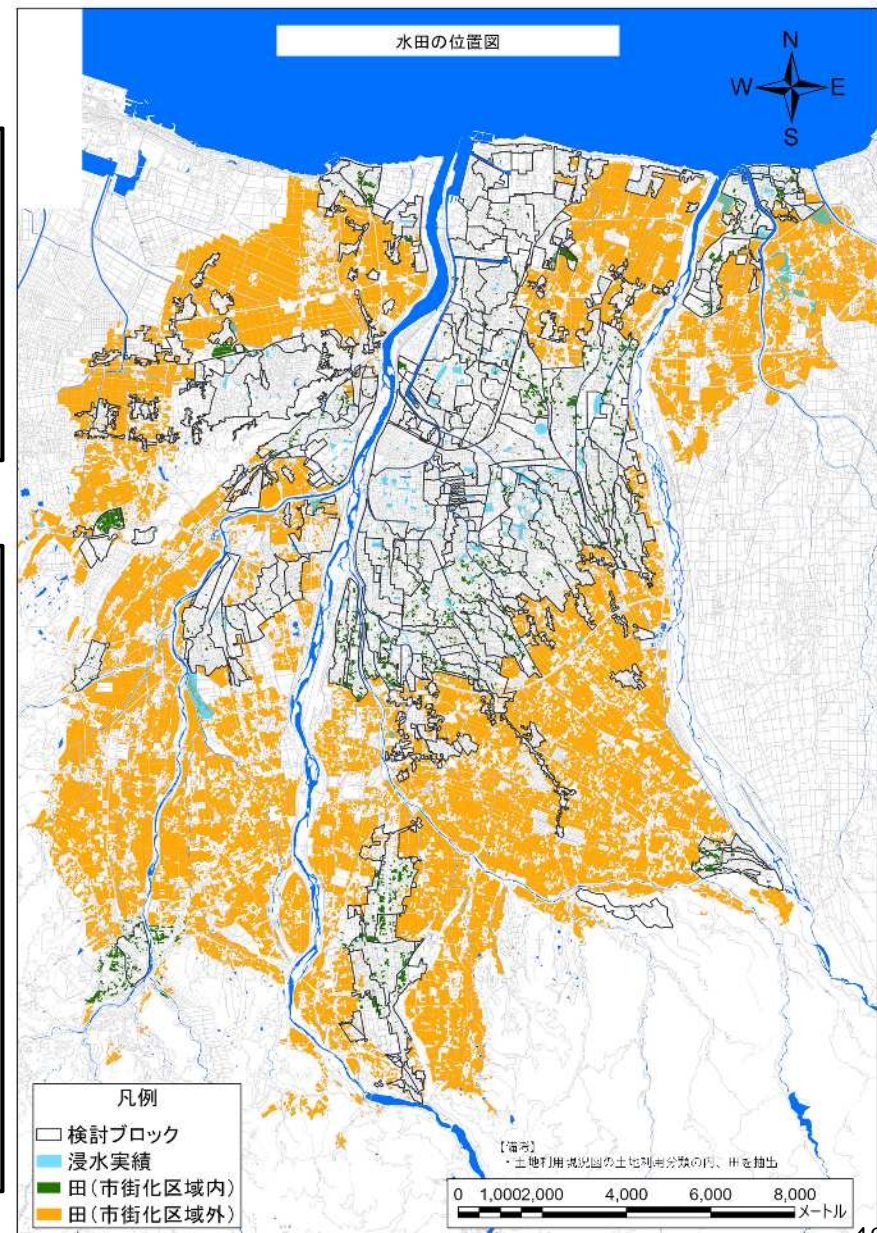 水田の位置図
N
W E
S
凡例
検討ブロック
浸水実績
田(市街化区域内)
田(市街化区域外)
【備考】
・土地利用現況図の土地利用分類の内、田を抽出
0 1,0002,000 4,000 6,000 8,000
メートル